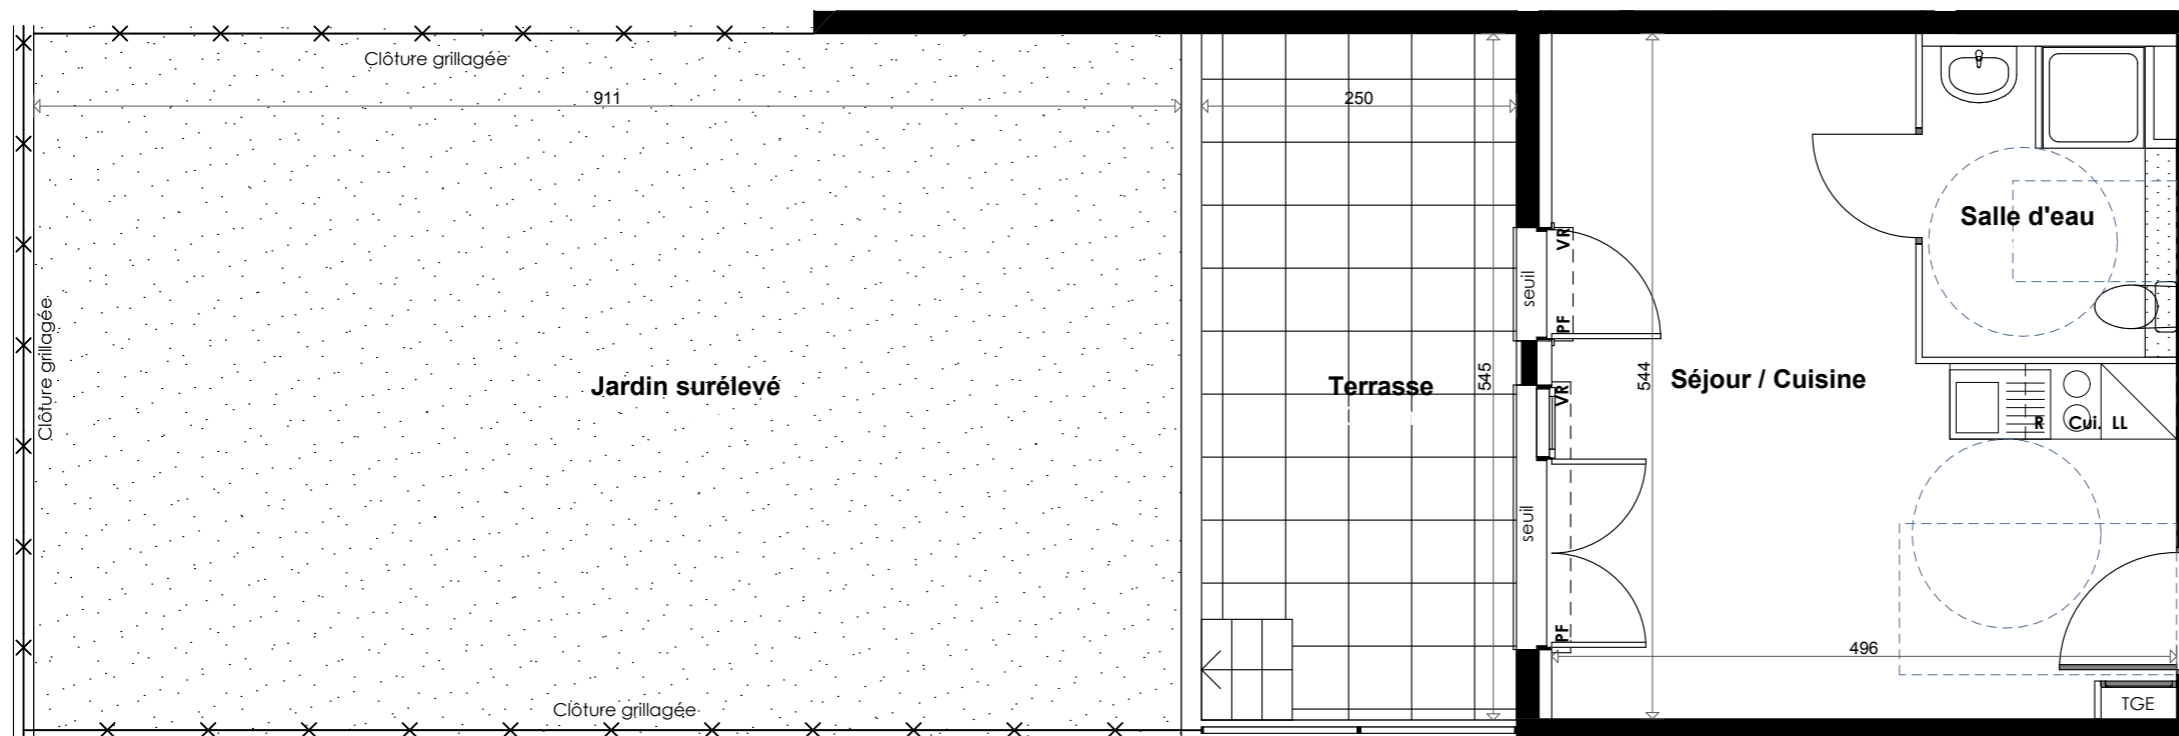 Clôture grillagée
911
250
Clôture grillagée
Jardin surélevé
Terrasse
545
seuil
seuil
VR
PF
VR
PF
544
Séjour / Cuisine
Salle d'eau
R Cui. LL
496
Clôture grillagée
TGE